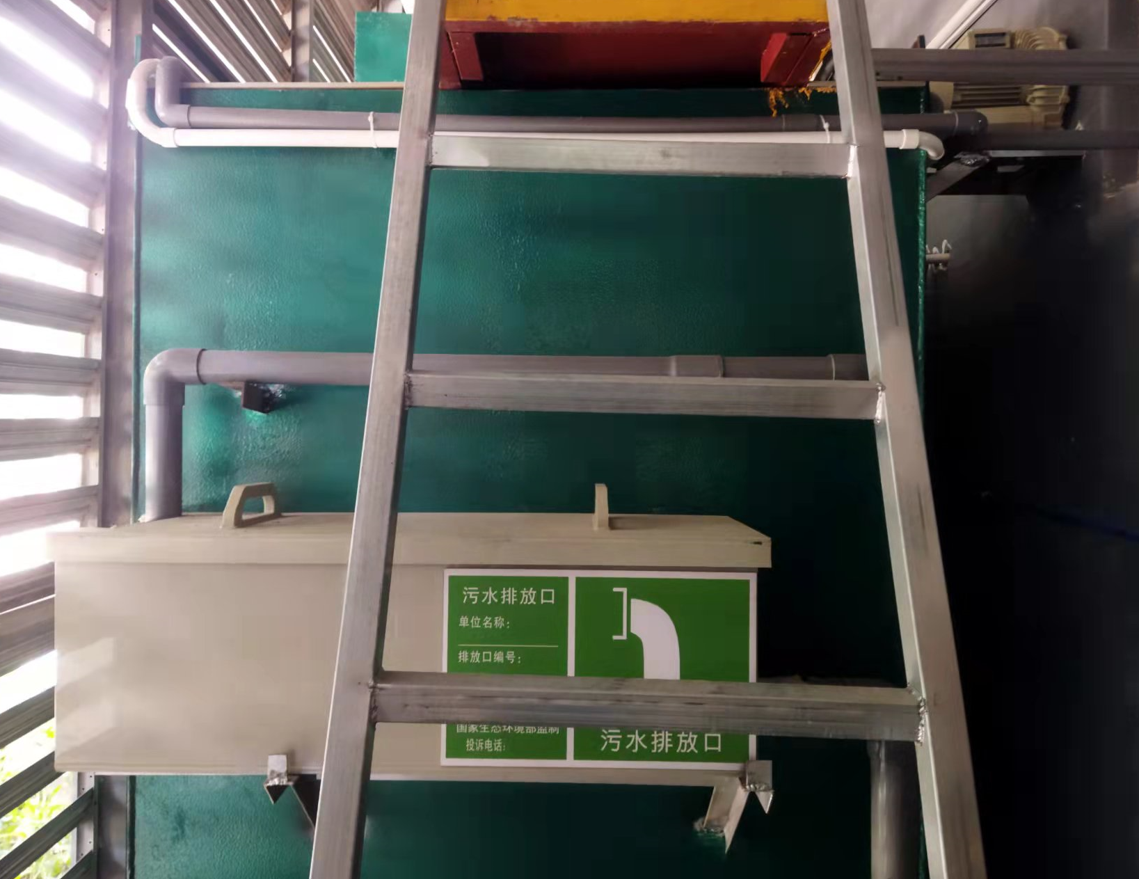 污水排放口
单位名称：
排放口编号：
国家生态环境部监制
投诉电话：
污水排放口